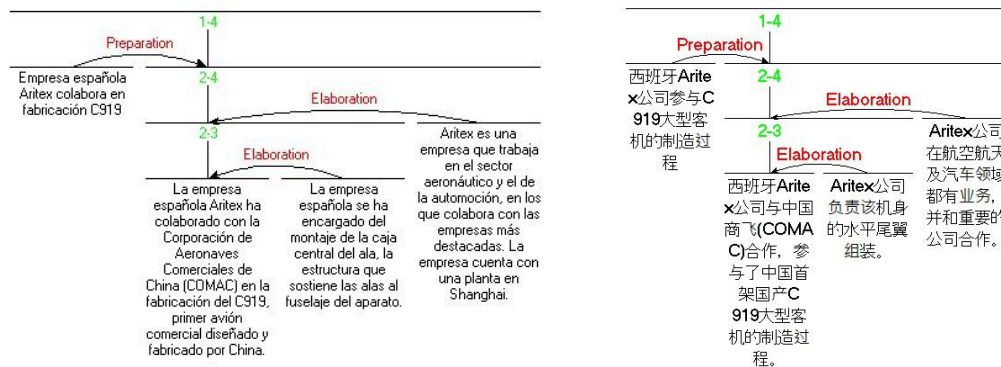 1-4
Preparation
Empresa española
Aritex colabora en
fabricación C919
2-4
Elaboration
2-3
Elaboration
La empresa
española Aritex ha
colaborado con la
Corporación de
Aeronaves
Comerciales de
China (COMAC) en la
fabricación del C919,
primer avión
comercial diseñado y
fabricado por China.
La empresa
española se ha
encargado del
montaje de la caja
central del ala, la
estructura que
sostiene las alas al
fuselaje del aparato.
Aritex es una
empresa que trabaja
en el sector
aeronáutico y el de
la automoción, en los
que colabora con las
empresas más
destacadas. La
empresa cuenta con
una planta en
Shanghai.
1-4
Preparation
西班牙Arite
x公司参与C
919大型客
机的制造过
程
2-4
Elaboration
2-3
Elaboration
西班牙Arite
x公司与中国
商飞(COMA
C)合作，参
与了中国首
架国产C
919大型客
机的制造过
程。
Aritex公司
负责该机身
的水平尾翼
组装。
Aritex公司
在航空航天
及汽车领域
都有业务，
并和重要的
公司合作。